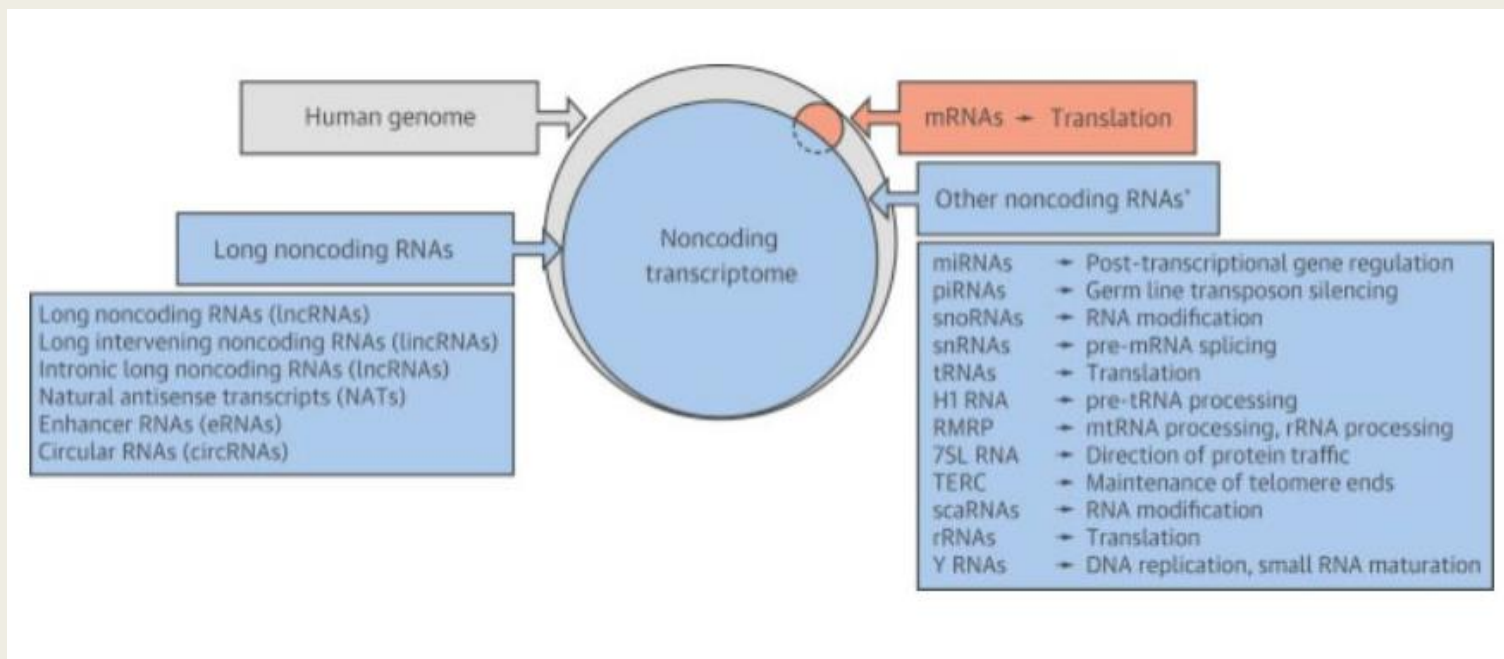 Human genome
mRNAs → Translation
Other noncoding RNAs*
Long noncoding RNAs
Noncoding
transcriptome
Long noncoding RNAs (lncRNAs)
Long intervening noncoding RNAs (lincRNAs)
Intronic long noncoding RNAs (lncRNAs)
Natural antisense transcripts (NATs)
Enhancer RNAs (eRNAs)
Circular RNAs (circRNAs)
miRNAs → Post-transcriptional gene regulation
piRNAs → Germ line transposon silencing
snoRNAs → RNA modification
snRNAs → pre-mRNA splicing
tRNAs → Translation
H1 RNA → pre-tRNA processing
RMRP → mtRNA processing, rRNA processing
7SL RNA → Direction of protein traffic
TERC → Maintenance of telomere ends
scaRNAs → RNA modification
rRNAs → Translation
Y RNAs → DNA replication, small RNA maturation